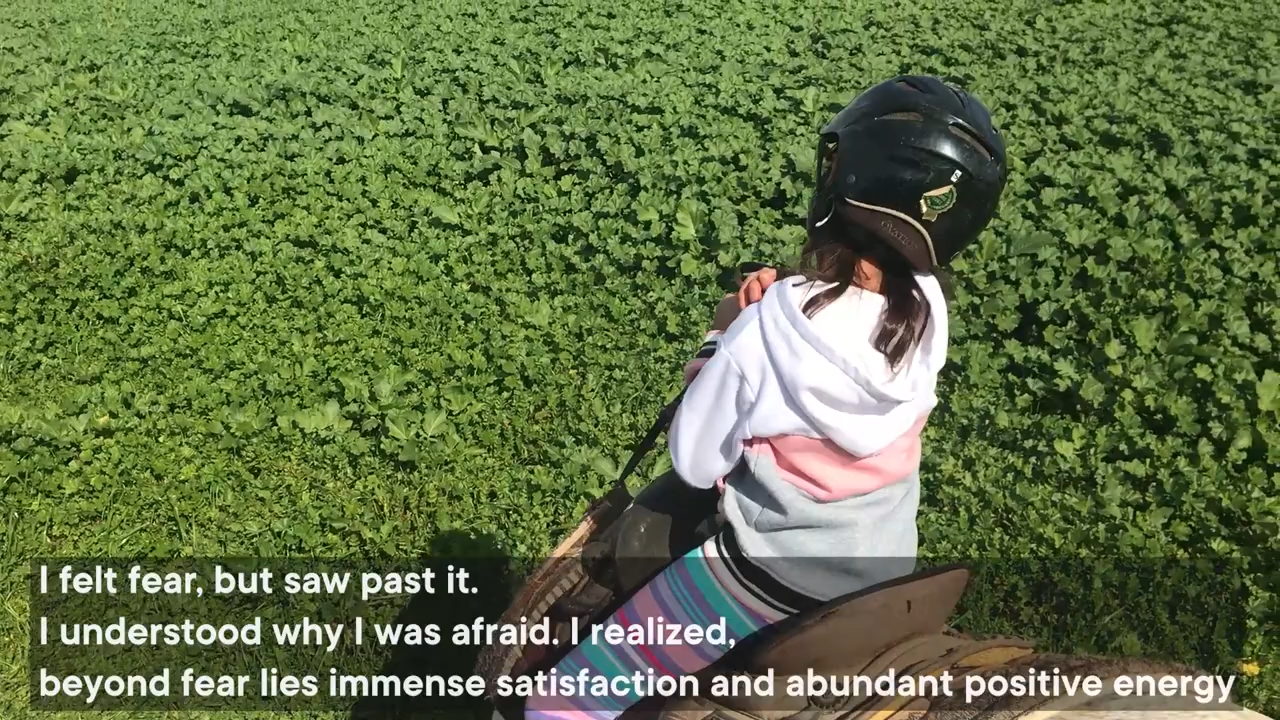 I felt fear, but saw past it.
I understood why I was afraid. I realized,
beyond fear lies immense satisfaction and abundant positive energy